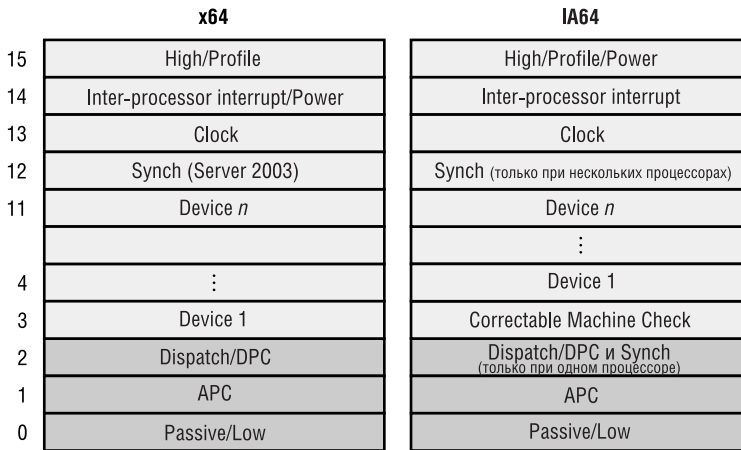 x64 IA64
15 High/Profile High/Profile/Power
14 Inter-processor interrupt/Power Inter-processor interrupt
13 Clock Clock
12 Synch (Server 2003) Synch (только при нескольких процессорах)
11 Device n Device n
⋮
4 ⋮ Device 1
3 Device 1 Correctable Machine Check
2 Dispatch/DPC Dispatch/DPC и Synch
(только при одном процессоре)
1 APC APC
0 Passive/Low Passive/Low